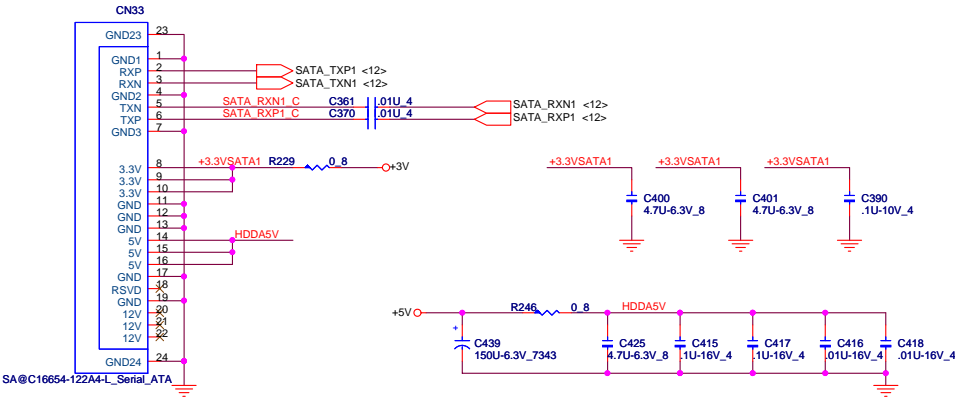 CN33
GND23 23
GND1 1
RXP 2 SATA_TXP1 <12>
RXN 3 SATA_TXN1 <12>
GND2 4
TXN 5 SATA_RXN1_C C361 .01U_4 SATA_RXN1 <12>
TXP 6 SATA_RXP1_C C370 .01U_4 SATA_RXP1 <12>
GND3 7
3.3V 8 +3.3VSATA1 R229 0_8 +3V
3.3V 9
3.3V 10
GND 11
GND 12
GND 13
5V 14 HDDA5V
5V 15
5V 16
GND 17
RSVD 18
GND 19
12V 20
12V 21
12V 22
GND24 24
SA@C16654-122A4-L_Serial_ATA
+3.3VSATA1 +3.3VSATA1 +3.3VSATA1
C400 C401 C390
4.7U-6.3V_8 4.7U-6.3V_8 .1U-10V_4
+5V R246 0_8 HDDA5V
+
C439 C425 C415 C417 C416 C418
150U-6.3V_7343 4.7U-6.3V_8 .1U-16V_4 .1U-16V_4 .01U-16V_4 .01U-16V_4